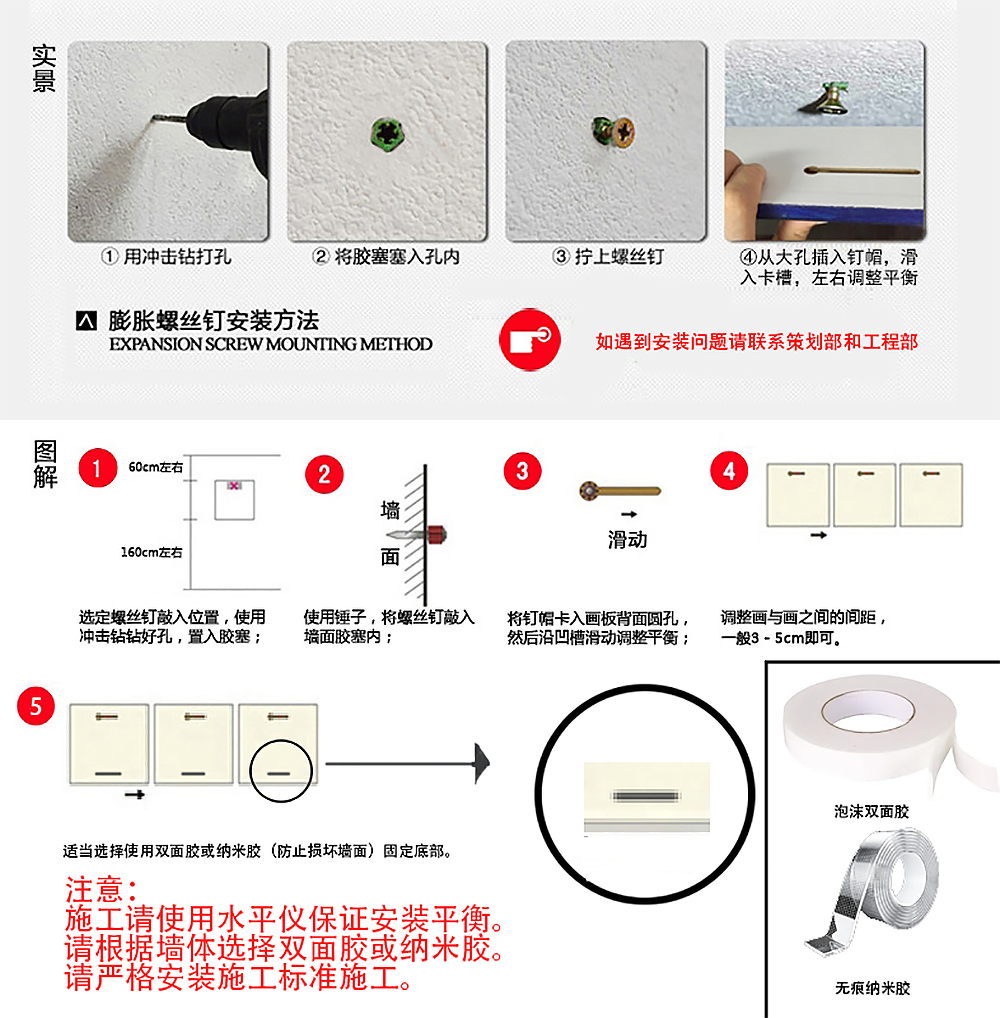 实景
① 用冲击钻打孔
② 将胶塞塞入孔内
③ 拧上螺丝钉
④从大孔插入钉帽，滑
入卡槽，左右调整平衡
膨胀螺丝钉安装方法
EXPANSION SCREW MOUNTING METHOD
如遇到安装问题请联系策划部和工程部
图解
1
60cm左右
160cm左右
选定螺丝钉敲入位置，使用
冲击钻钻好孔，置入胶塞；
2
墙
面
使用锤子，将螺丝钉敲入
墙面胶塞内；
3
滑动
将钉帽卡入画板背面圆孔，
然后沿凹槽滑动调整平衡；
4
调整画与画之间的间距，
一般3 - 5cm即可。
5
适当选择使用双面胶或纳米胶（防止损坏墙面）固定底部。
注意：
施工请使用水平仪保证安装平衡。
请根据墙体选择双面胶或纳米胶。
请严格安装施工标准施工。
泡沫双面胶
无痕纳米胶